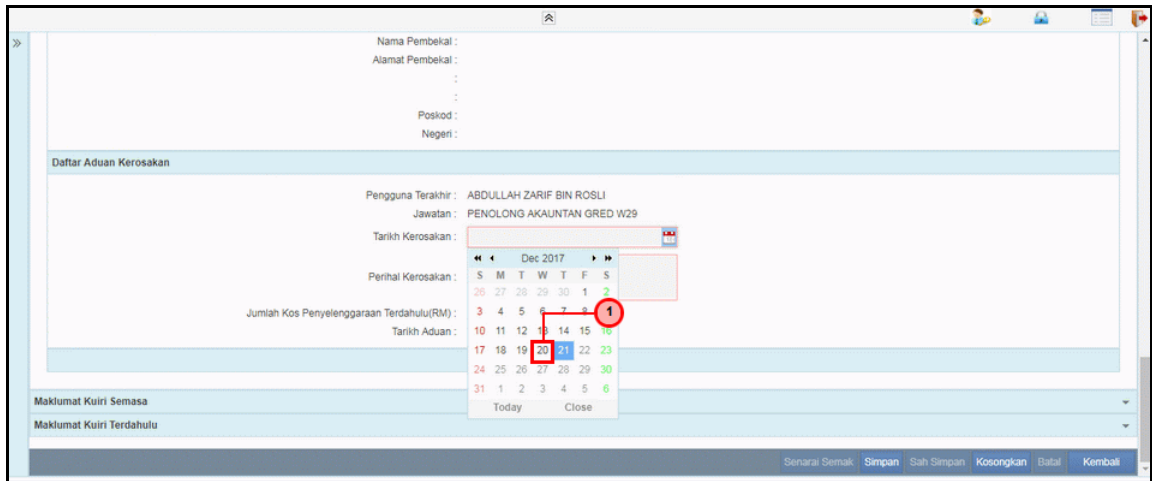 Nama Pembekal :
Alamat Pembekal :
:
:
Poskod :
Negeri :
Daftar Aduan Kerosakan
Pengguna Terakhir : ABDULLAH ZARIF BIN ROSLI
Jawatan : PENOLONG AKAUNTAN GRED W29
Tarikh Kerosakan :
Dec 2017
Perihal Kerosakan :
S M T W T F S
26 27 28 29 30 1 2
Jumlah Kos Penyelenggaraan Terdahulu(RM) :
3 4 5 6 7 8 1
Tarikh Aduan :
10 11 12 13 14 15 16
17 18 19 20 21 22 23
24 25 26 27 28 29 30
31 1 2 3 4 5 6
Today Close
Maklumat Kuiri Semasa
Maklumat Kuiri Terdahulu
Senarai Semak Simpan Sah Simpan Kosongkan Batal Kembali